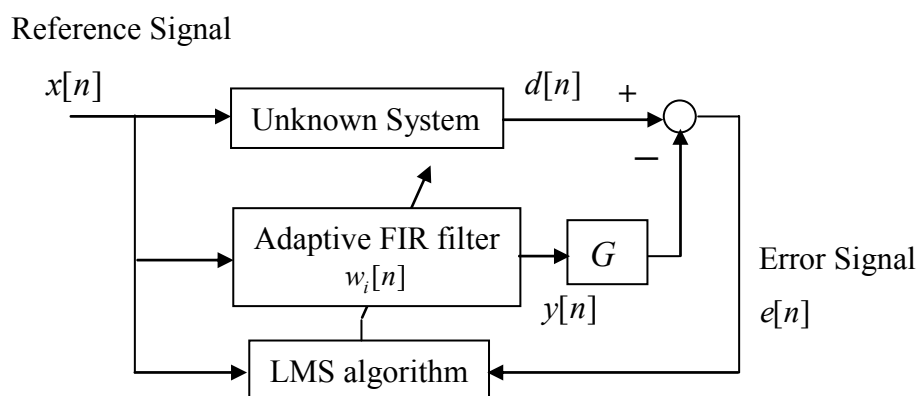 Reference Signal
x[n]
d[n]
+
Unknown System
−
Adaptive FIR filter
w_i[n]
G
y[n]
Error Signal
e[n]
LMS algorithm